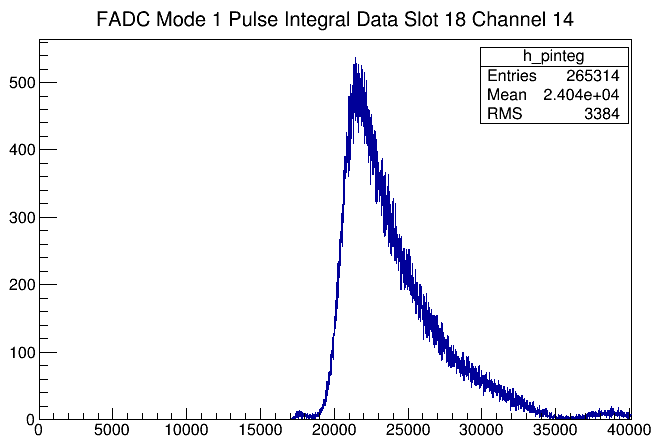 FADC Mode 1 Pulse Integral Data Slot 18 Channel 14
h_pinteg
Entries 265314
Mean 2.404e+04
RMS 3384
500
400
300
200
100
0
0 5000 10000 15000 20000 25000 30000 35000 40000